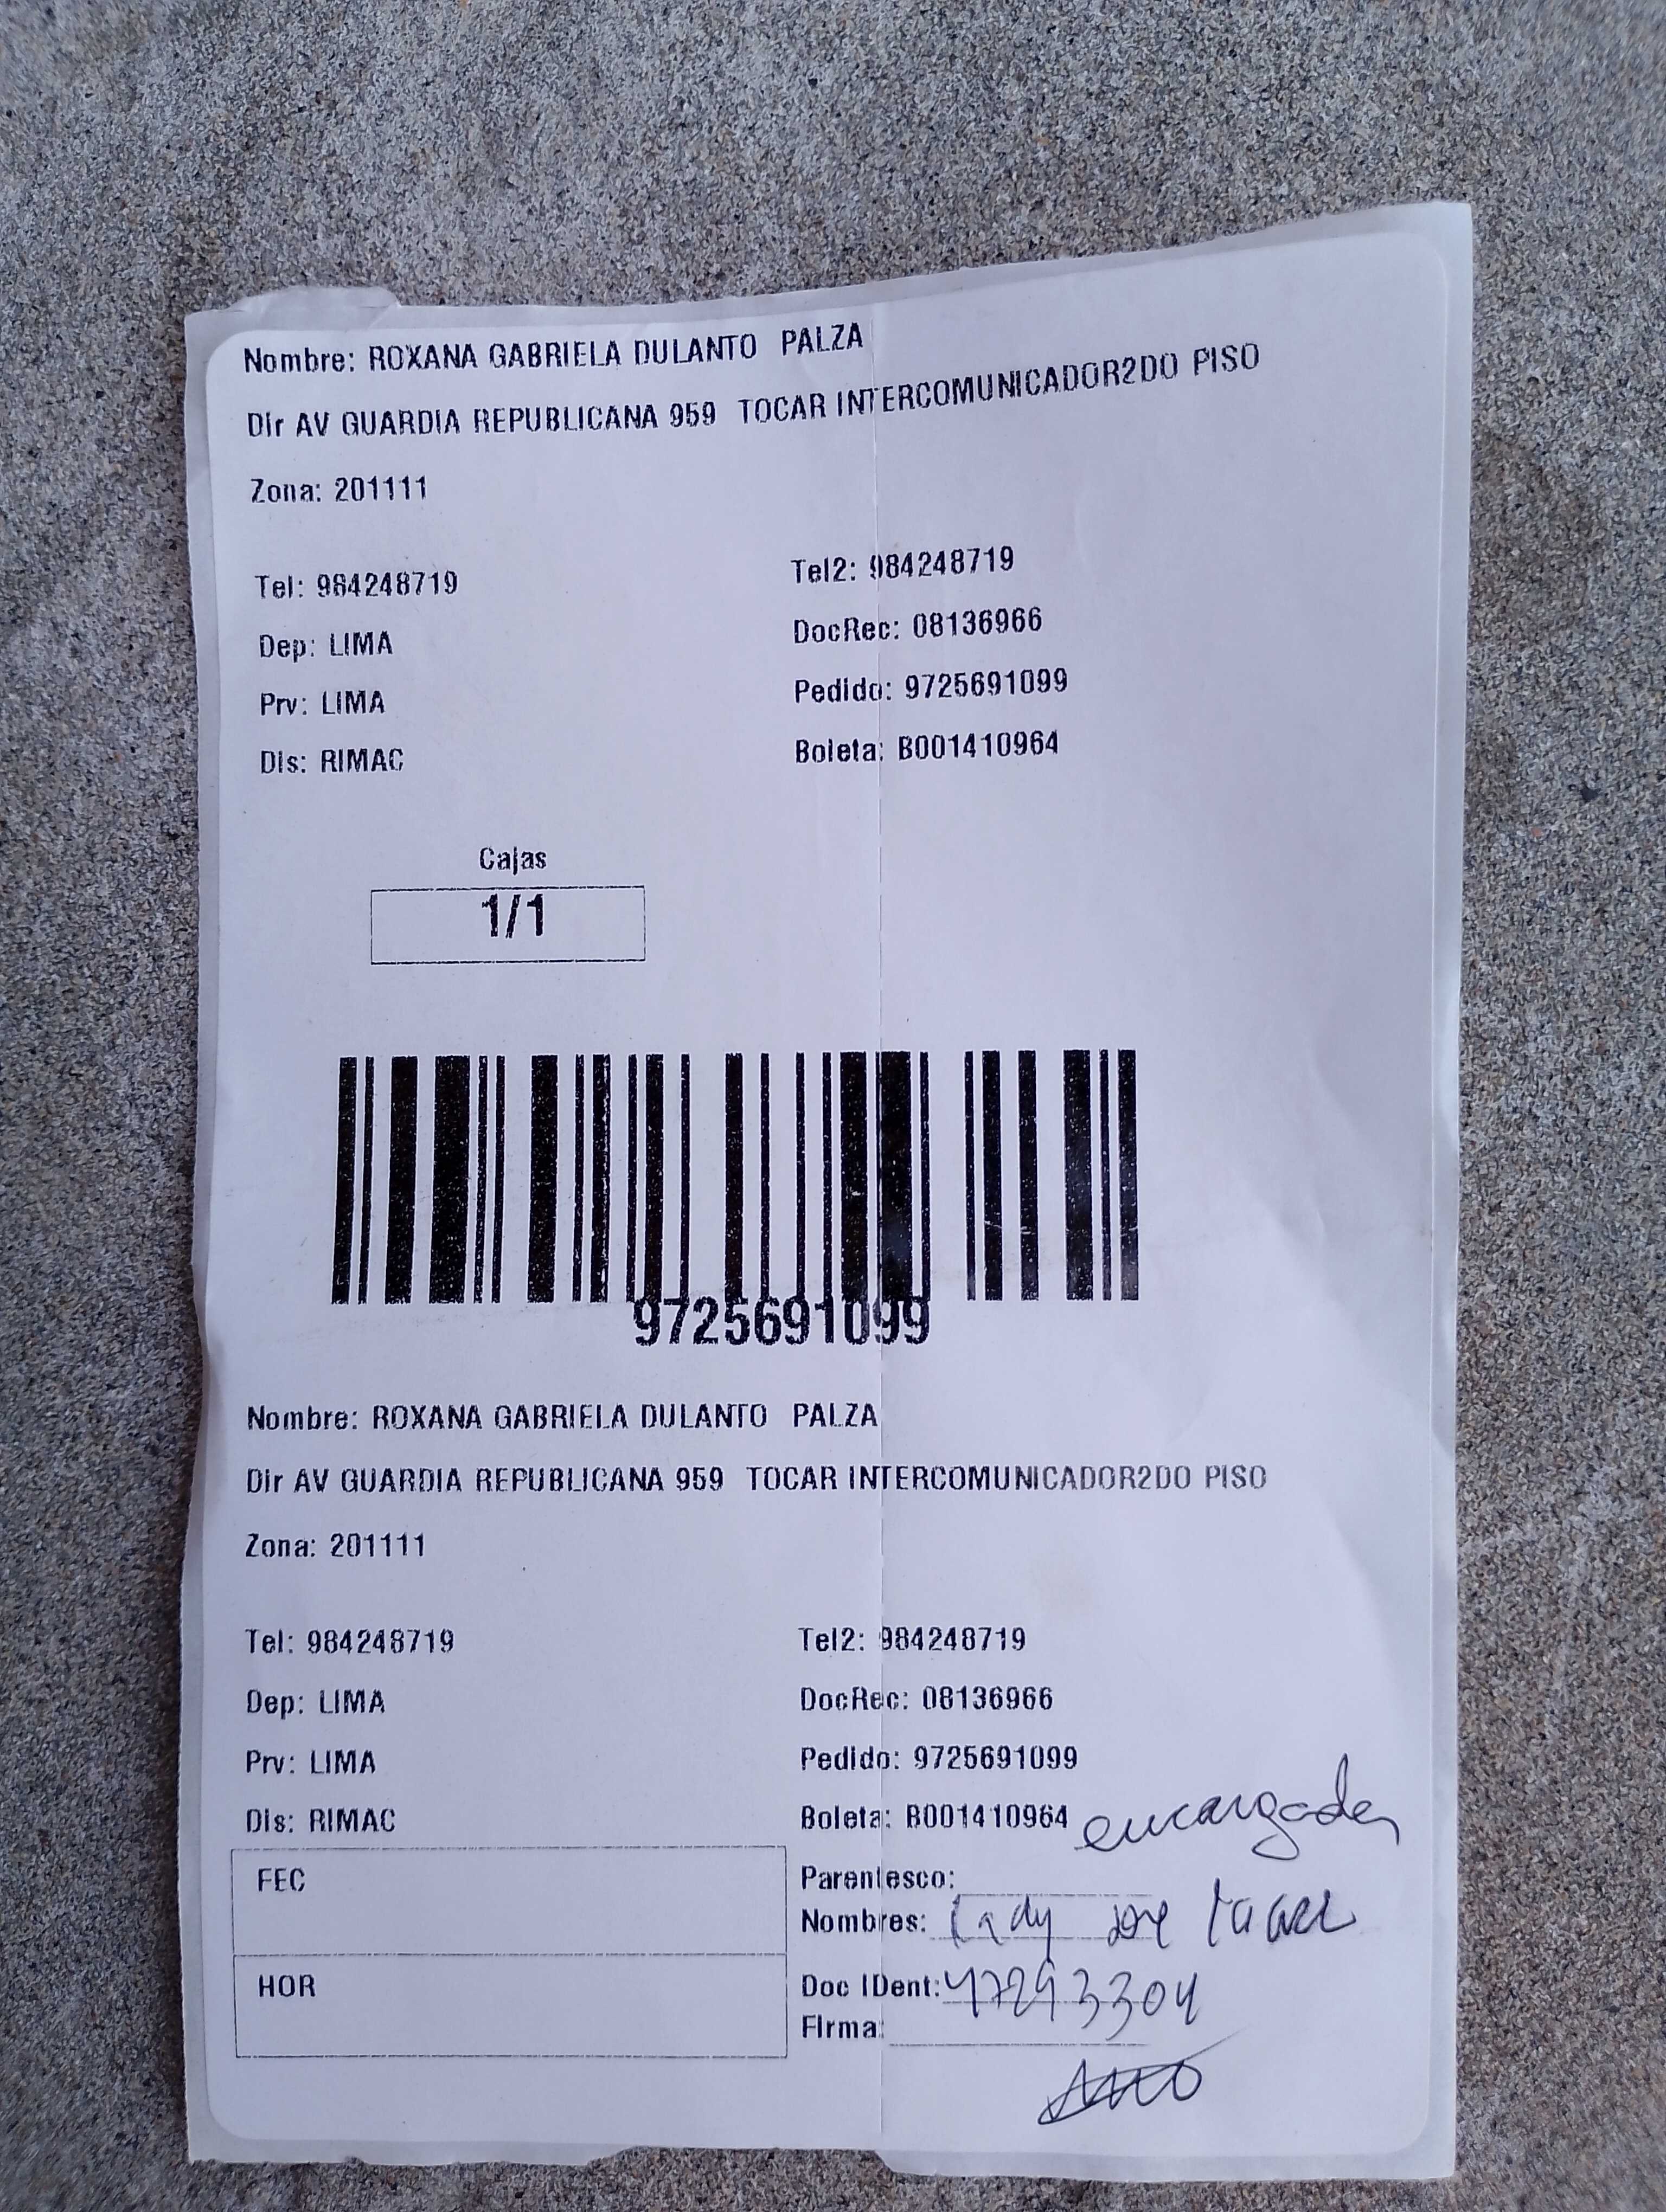 Nombre: ROXANA GABRIELA DULANTO PALZA
Dir AV GUARDIA REPUBLICANA 959 TOCAR INTERCOMUNICADOR2DO PISO
Zona: 201111
Tel: 984248719 Tel2: 984248719
Dep: LIMA DocRec: 08136966
Prv: LIMA Pedido: 9725691099
Dis: RIMAC Boleta: B001410964
Cajas
1/1
9725691099
Nombre: ROXANA GABRIELA DULANTO PALZA
Dir AV GUARDIA REPUBLICANA 959 TOCAR INTERCOMUNICADOR2DO PISO
Zona: 201111
Tel: 984248719 Tel2: 984248719
Dep: LIMA DocRec: 08136966
Prv: LIMA Pedido: 9725691099
Dis: RIMAC Boleta: B001410964
encargada
FEC Parentesco:
Nombres: Lady
HOR Doc IDent: 47293304
Firma: